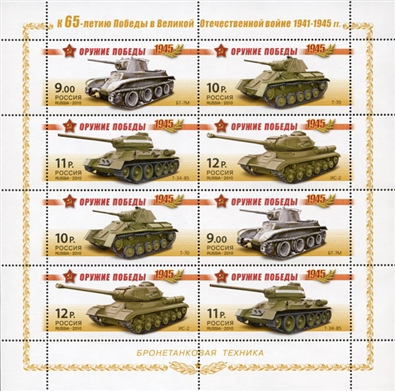 К 65-летию Победы в Великой Отечественной войне 1941-1945 гг.
ОРУЖИЕ ПОБЕДЫ 1945
9.00
РОССИЯ
RUSSIA · 2010
БТ-7М
ОРУЖИЕ ПОБЕДЫ 1945
10 Р.
РОССИЯ
RUSSIA · 2010
Т-70
ОРУЖИЕ ПОБЕДЫ 1945
11 Р.
РОССИЯ
RUSSIA · 2010
Т-34-85
ОРУЖИЕ ПОБЕДЫ 1945
12 Р.
РОССИЯ
RUSSIA · 2010
ИС-2
ОРУЖИЕ ПОБЕДЫ 1945
10 Р.
РОССИЯ
RUSSIA · 2010
Т-70
ОРУЖИЕ ПОБЕДЫ 1945
9.00
РОССИЯ
RUSSIA · 2010
БТ-7М
ОРУЖИЕ ПОБЕДЫ 1945
12 Р.
РОССИЯ
RUSSIA · 2010
ИС-2
ОРУЖИЕ ПОБЕДЫ 1945
11 Р.
РОССИЯ
RUSSIA · 2010
Т-34-85
БРОНЕТАНКОВАЯ ТЕХНИКА